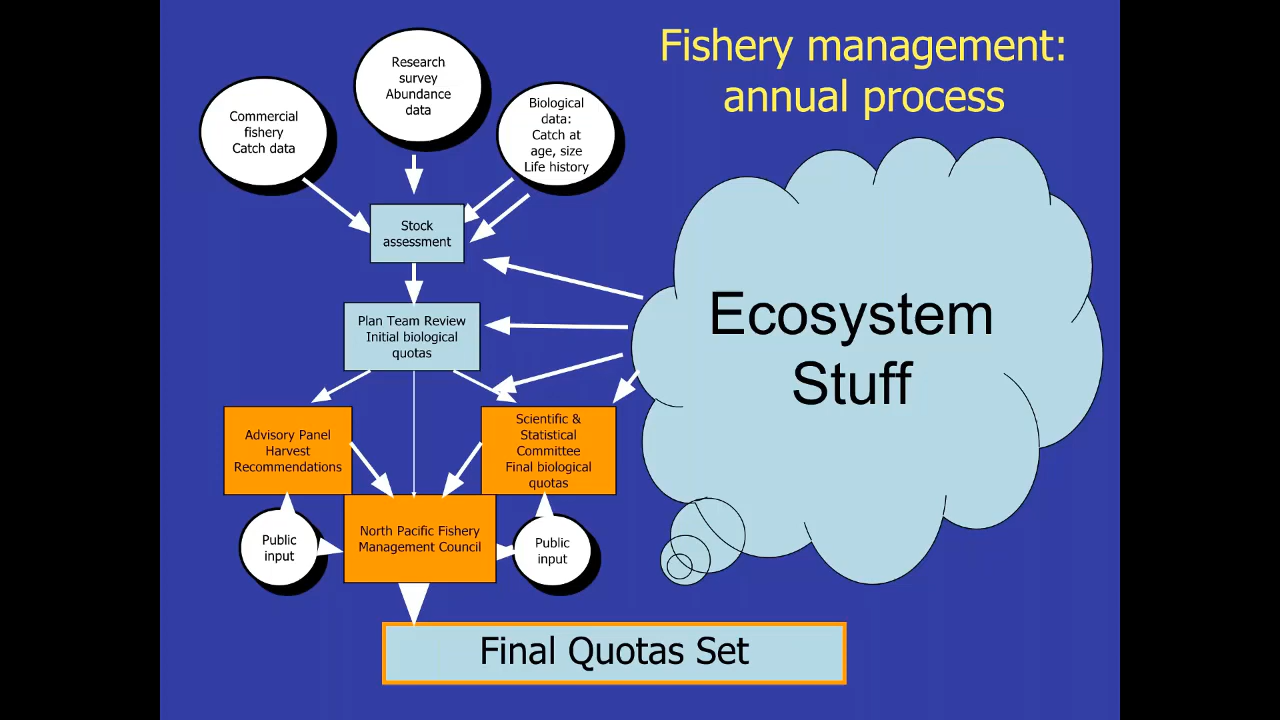 Fishery management:
annual process
Research
survey
Abundance
data
Commercial
fishery
Catch data
Biological
data:
Catch at
age, size
Life history
Stock
assessment
Plan Team Review
Initial biological
quotas
Ecosystem
Stuff
Advisory Panel
Harvest
Recommendations
Scientific &
Statistical
Committee
Final biological
quotas
Public
input
North Pacific Fishery
Management Council
Public
input
Final Quotas Set